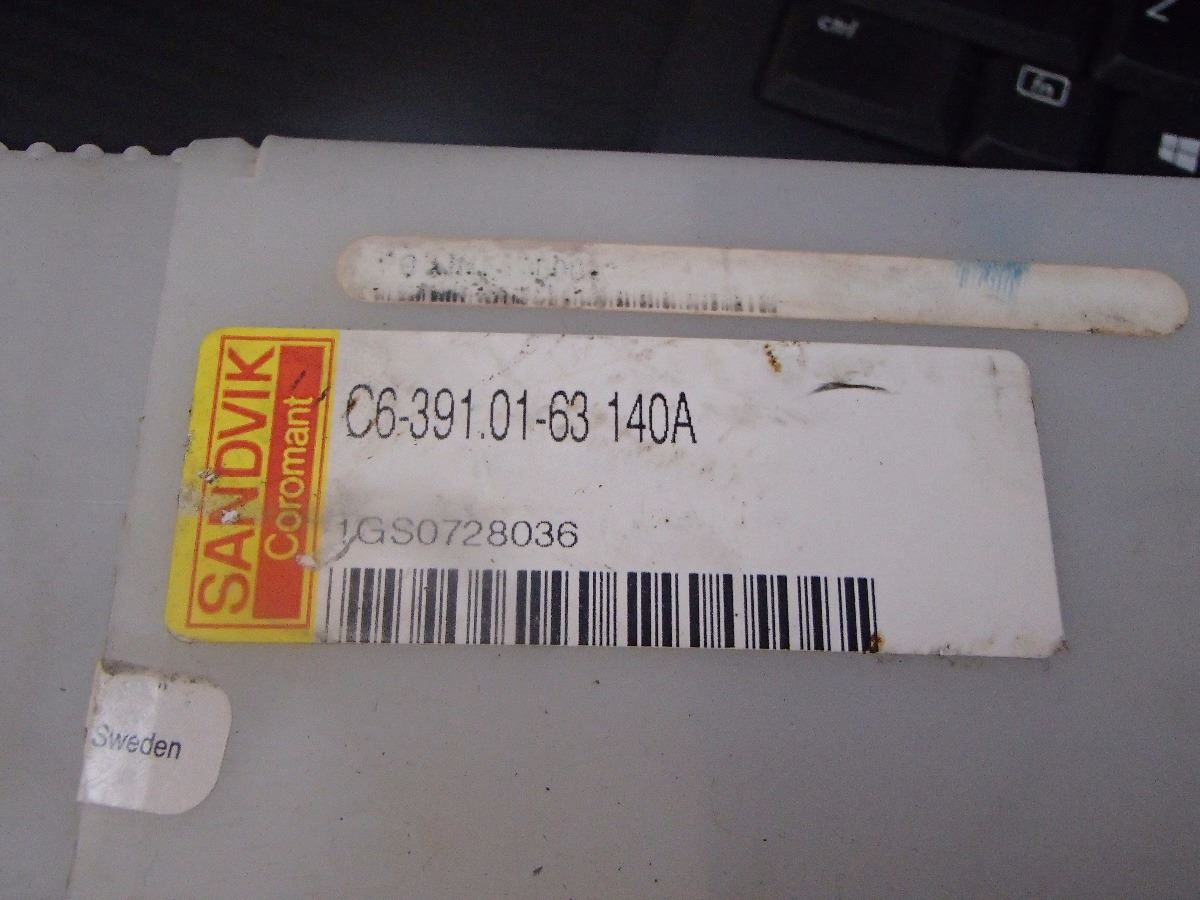 ctrl
fn
C6-391.01-63 140A
SANDVIK
Coromant
1GS0728036
Sweden